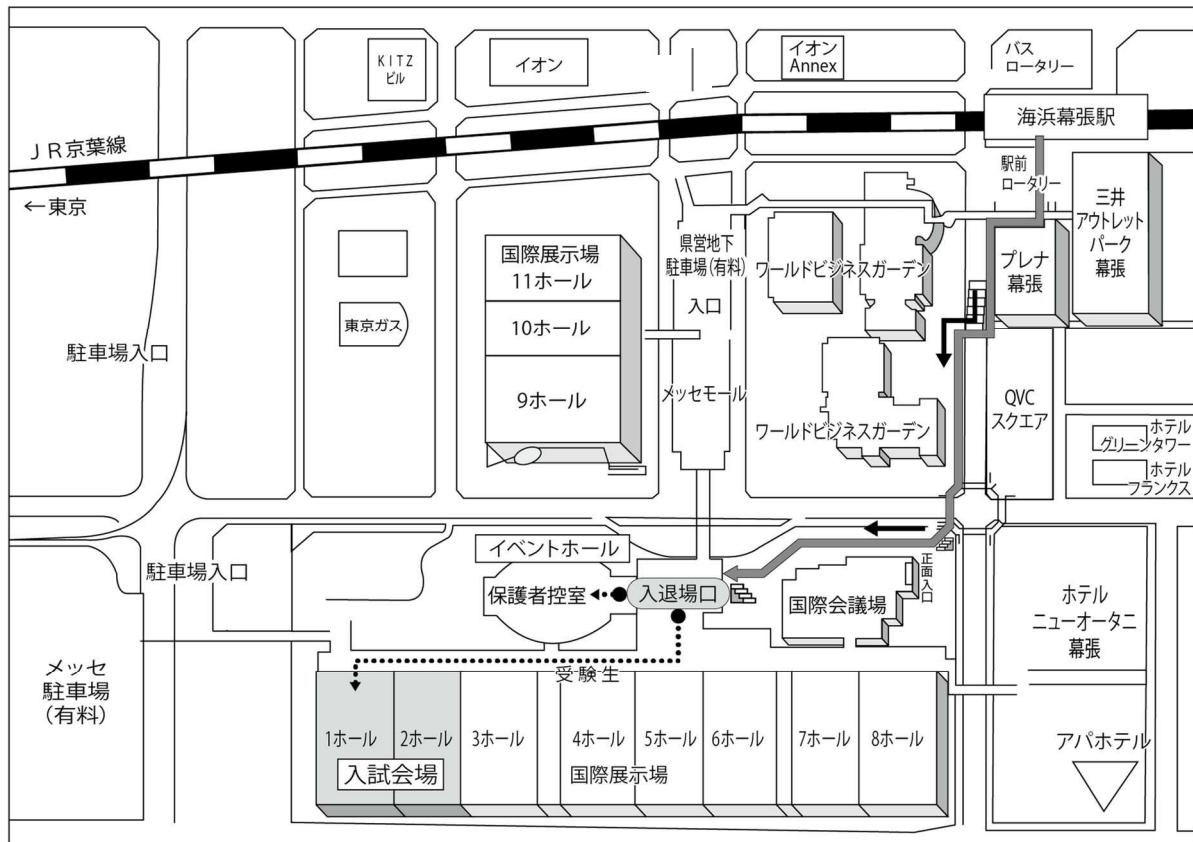 ＫＩＴＺ
ビル
イオン
イオン
Annex
バス
ロータリー
海浜幕張駅
ＪＲ京葉線
←東京
駅前
ロータリー
三井
アウトレット
パーク
幕張
プレナ
幕張
国際展示場
11ホール
10ホール
9ホール
県営地下
駐車場(有料)
入口
ワールドビジネスガーデン
東京ガス
駐車場入口
メッセモール
ワールドビジネスガーデン
QVC
スクエア
ホテル
グリーンタワー
ホテル
フランクス
イベントホール
駐車場入口
保護者控室
入退場口
国際会議場
正面入口
ホテル
ニューオータニ
幕張
メッセ
駐車場
(有料)
受験生
1ホール
2ホール
3ホール
4ホール
5ホール
6ホール
7ホール
8ホール
入試会場
国際展示場
アパホテル